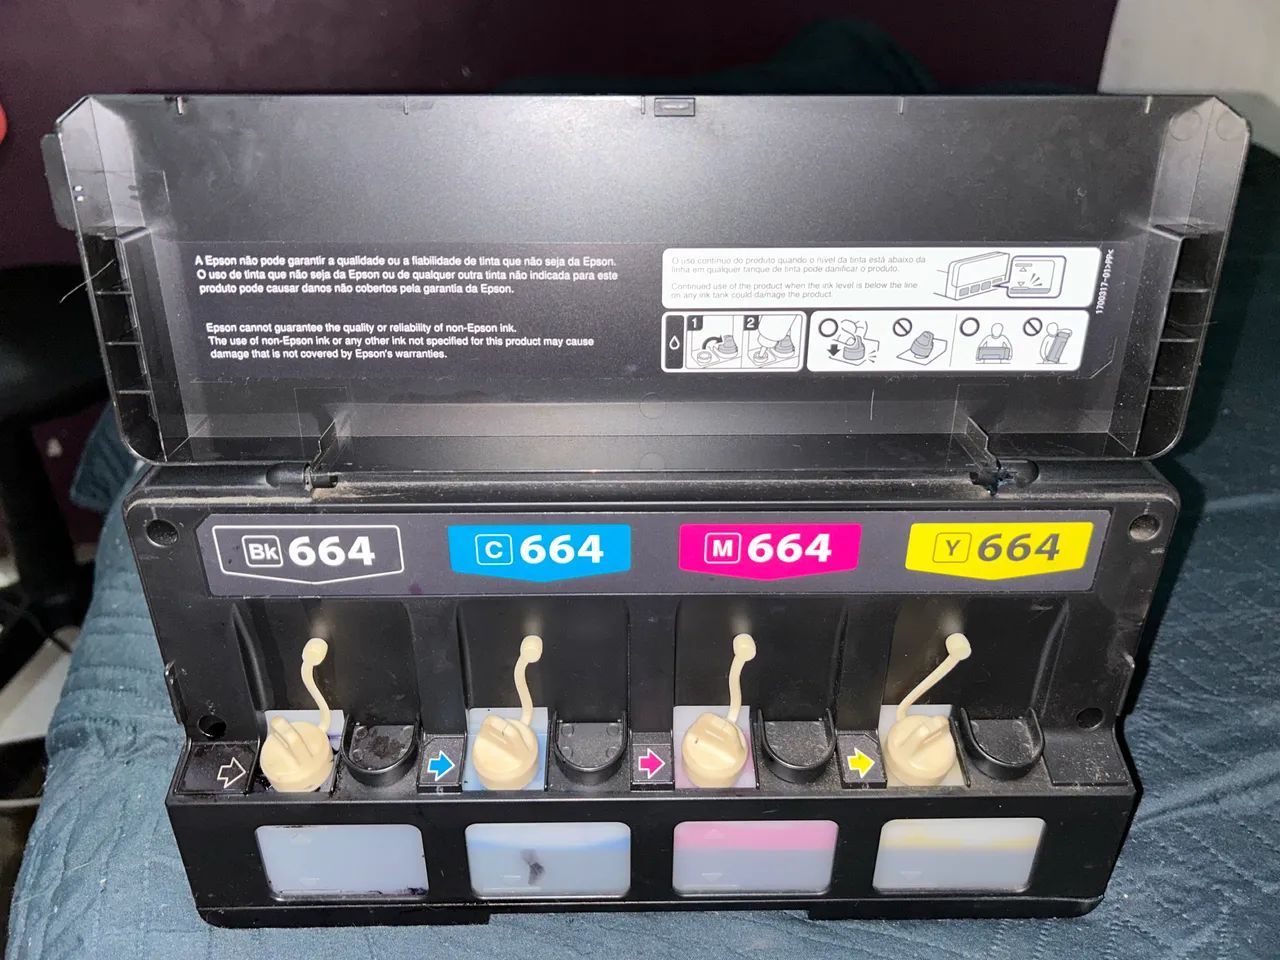 A Epson não pode garantir a qualidade ou a fiabilidade de tinta que não seja da Epson.
O uso de tinta que não seja da Epson ou de qualquer outra tinta não indicada para este
produto pode causar danos não cobertos pela garantia da Epson.
Epson cannot guarantee the quality or reliability of non-Epson ink.
The use of non-Epson ink or any other ink not specified for this product may cause
damage that is not covered by Epson's warranties.
O uso contínuo do produto quando o nível da tinta está abaixo da
linha em qualquer tanque de tinta pode danificar o produto.
Continued use of the product when the ink level is below the line
on any ink tank could damage the product.
1700317-01>PP<
1
2
Bk 664
C 664
M 664
Y 664